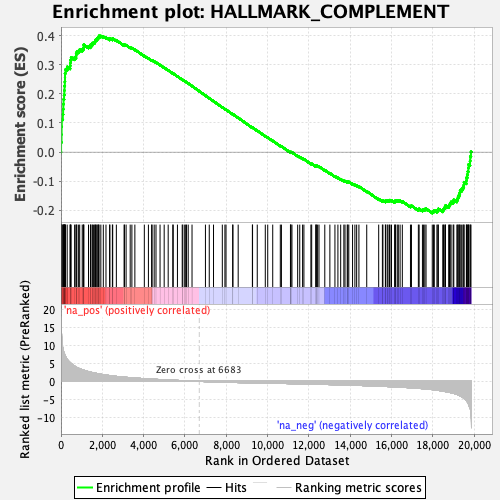 Enrichment plot: HALLMARK_COMPLEMENT
Enrichment score (ES)
0.4
0.3
0.2
0.1
0.0
-0.1
-0.2
'na_pos' (positively correlated)
Ranked list metric (PreRanked)
20
15
10
5
0
-5
-10
Zero cross at 6683
'na_neg' (negatively correlated)
0
2,000
4,000
6,000
8,000
10,000
12,000
14,000
16,000
18,000
20,000
Rank in Ordered Dataset
Enrichment profile
Hits
Ranking metric scores